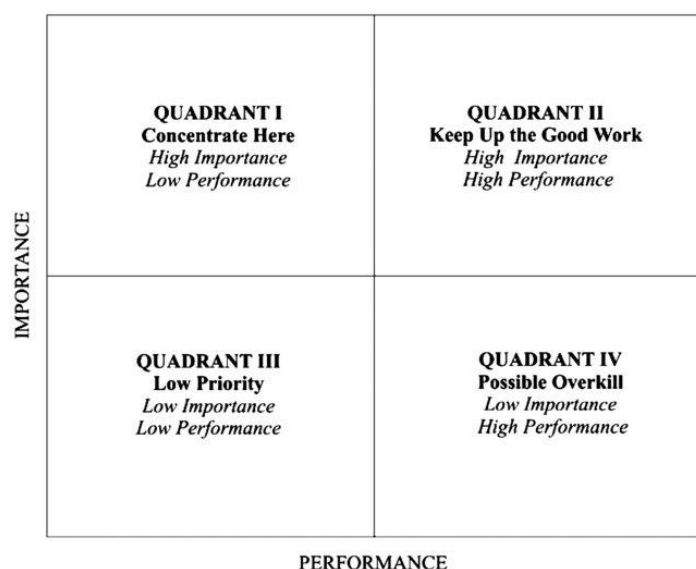 QUADRANT I
Concentrate Here
High Importance
Low Performance
QUADRANT II
Keep Up the Good Work
High Importance
High Performance
IMPORTANCE
QUADRANT III
Low Priority
Low Importance
Low Performance
QUADRANT IV
Possible Overkill
Low Importance
High Performance
PERFORMANCE